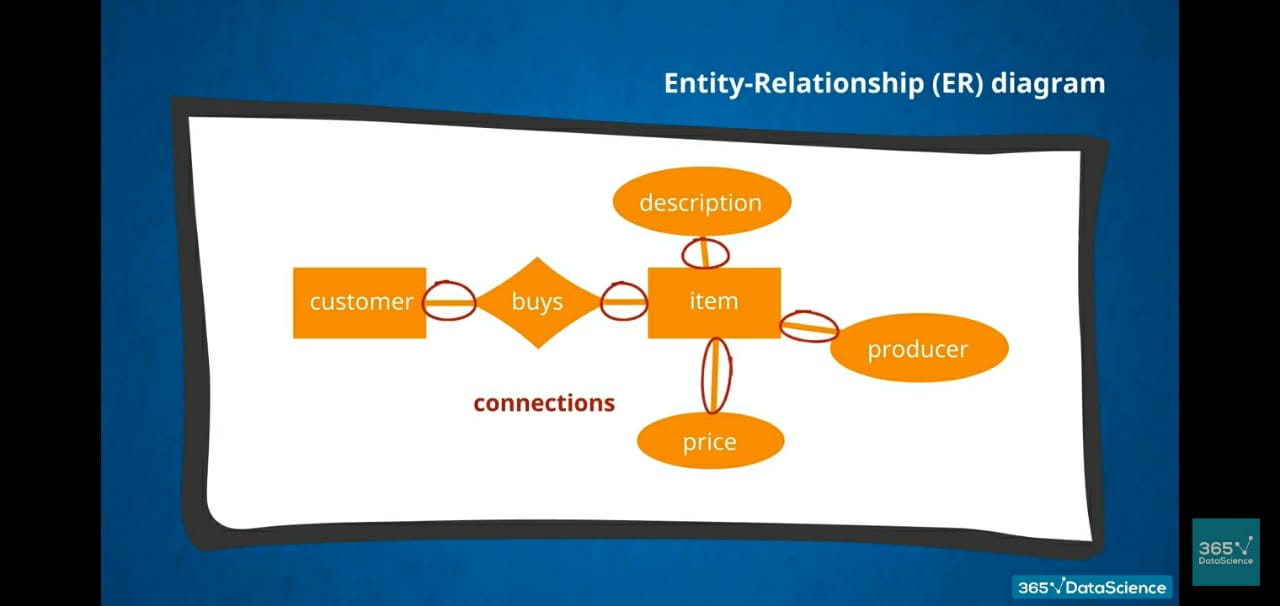 Entity-Relationship (ER) diagram
description
customer
buys
item
producer
connections
price
365 DataScience
365
DataScience